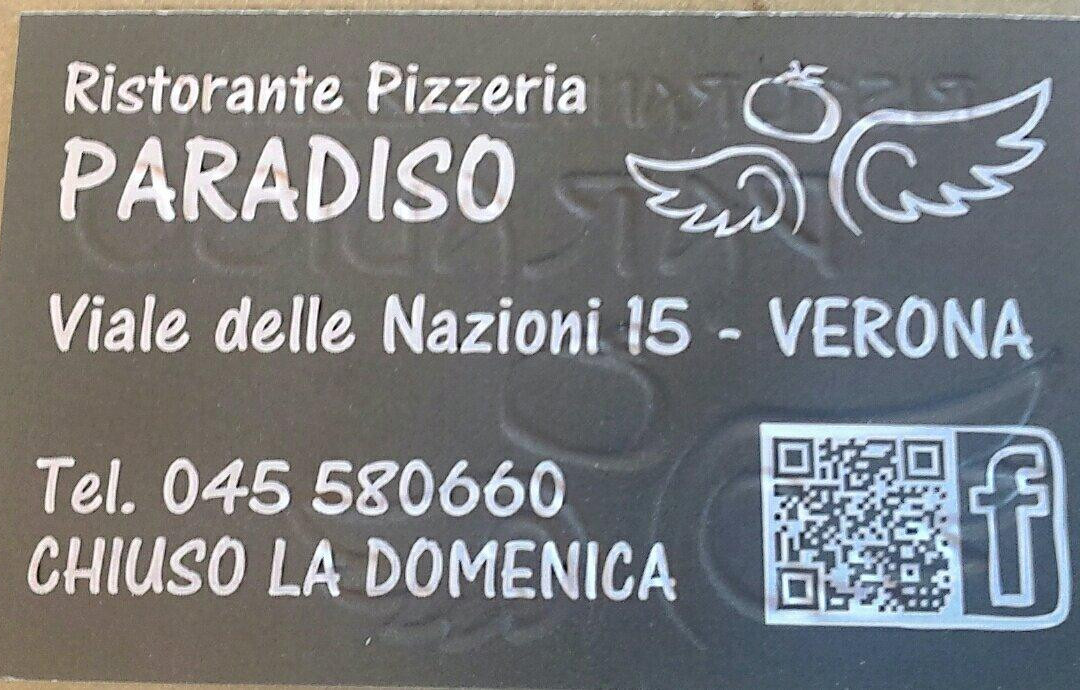 Ristorante Pizzeria
PARADISO
Viale delle Nazioni 15 - VERONA
Tel. 045 580660
CHIUSO LA DOMENICA
f